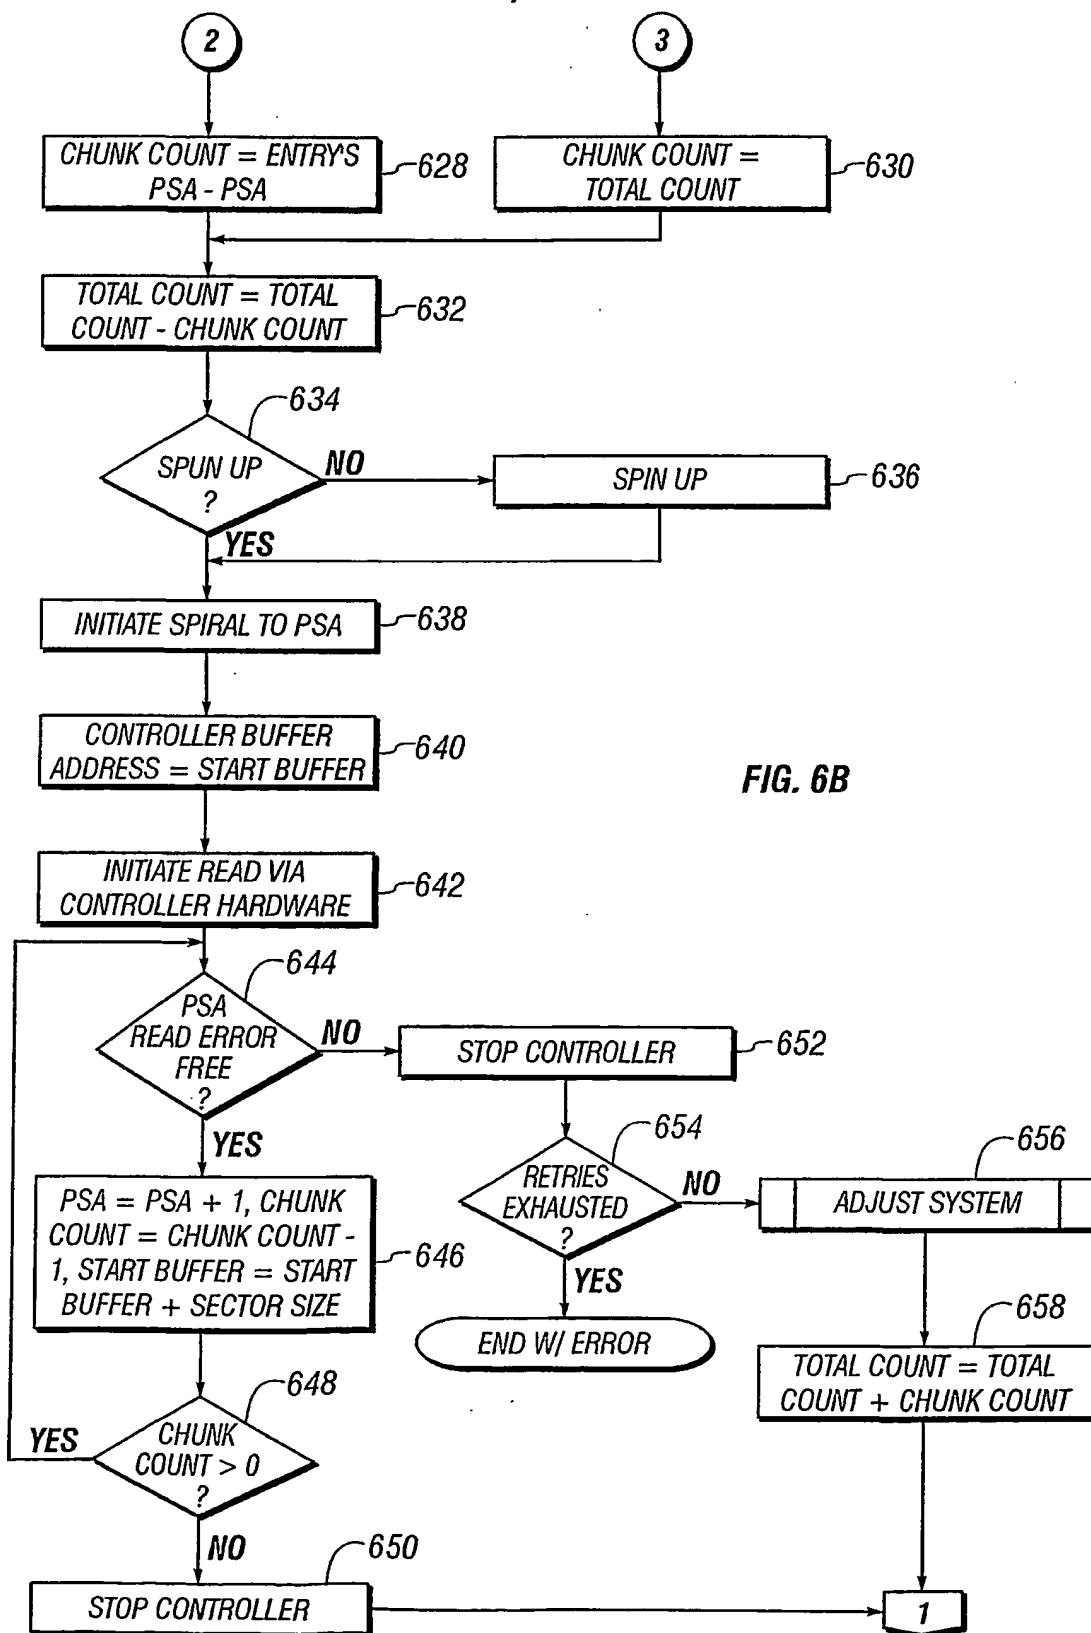 2
3
CHUNK COUNT = ENTRY'S
PSA - PSA
628
CHUNK COUNT =
TOTAL COUNT
630
TOTAL COUNT = TOTAL
COUNT - CHUNK COUNT
632
634
SPUN UP
?
NO
SPIN UP
636
YES
INITIATE SPIRAL TO PSA
638
CONTROLLER BUFFER
ADDRESS = START BUFFER
640
FIG. 6B
INITIATE READ VIA
CONTROLLER HARDWARE
642
644
PSA
READ ERROR
FREE
?
NO
STOP CONTROLLER
652
YES
654
RETRIES
EXHAUSTED
?
NO
656
ADJUST SYSTEM
PSA = PSA + 1, CHUNK
COUNT = CHUNK COUNT -
1, START BUFFER = START
BUFFER + SECTOR SIZE
646
YES
END W/ ERROR
658
TOTAL COUNT = TOTAL
COUNT + CHUNK COUNT
648
CHUNK
COUNT > 0
?
YES
NO
650
STOP CONTROLLER
1